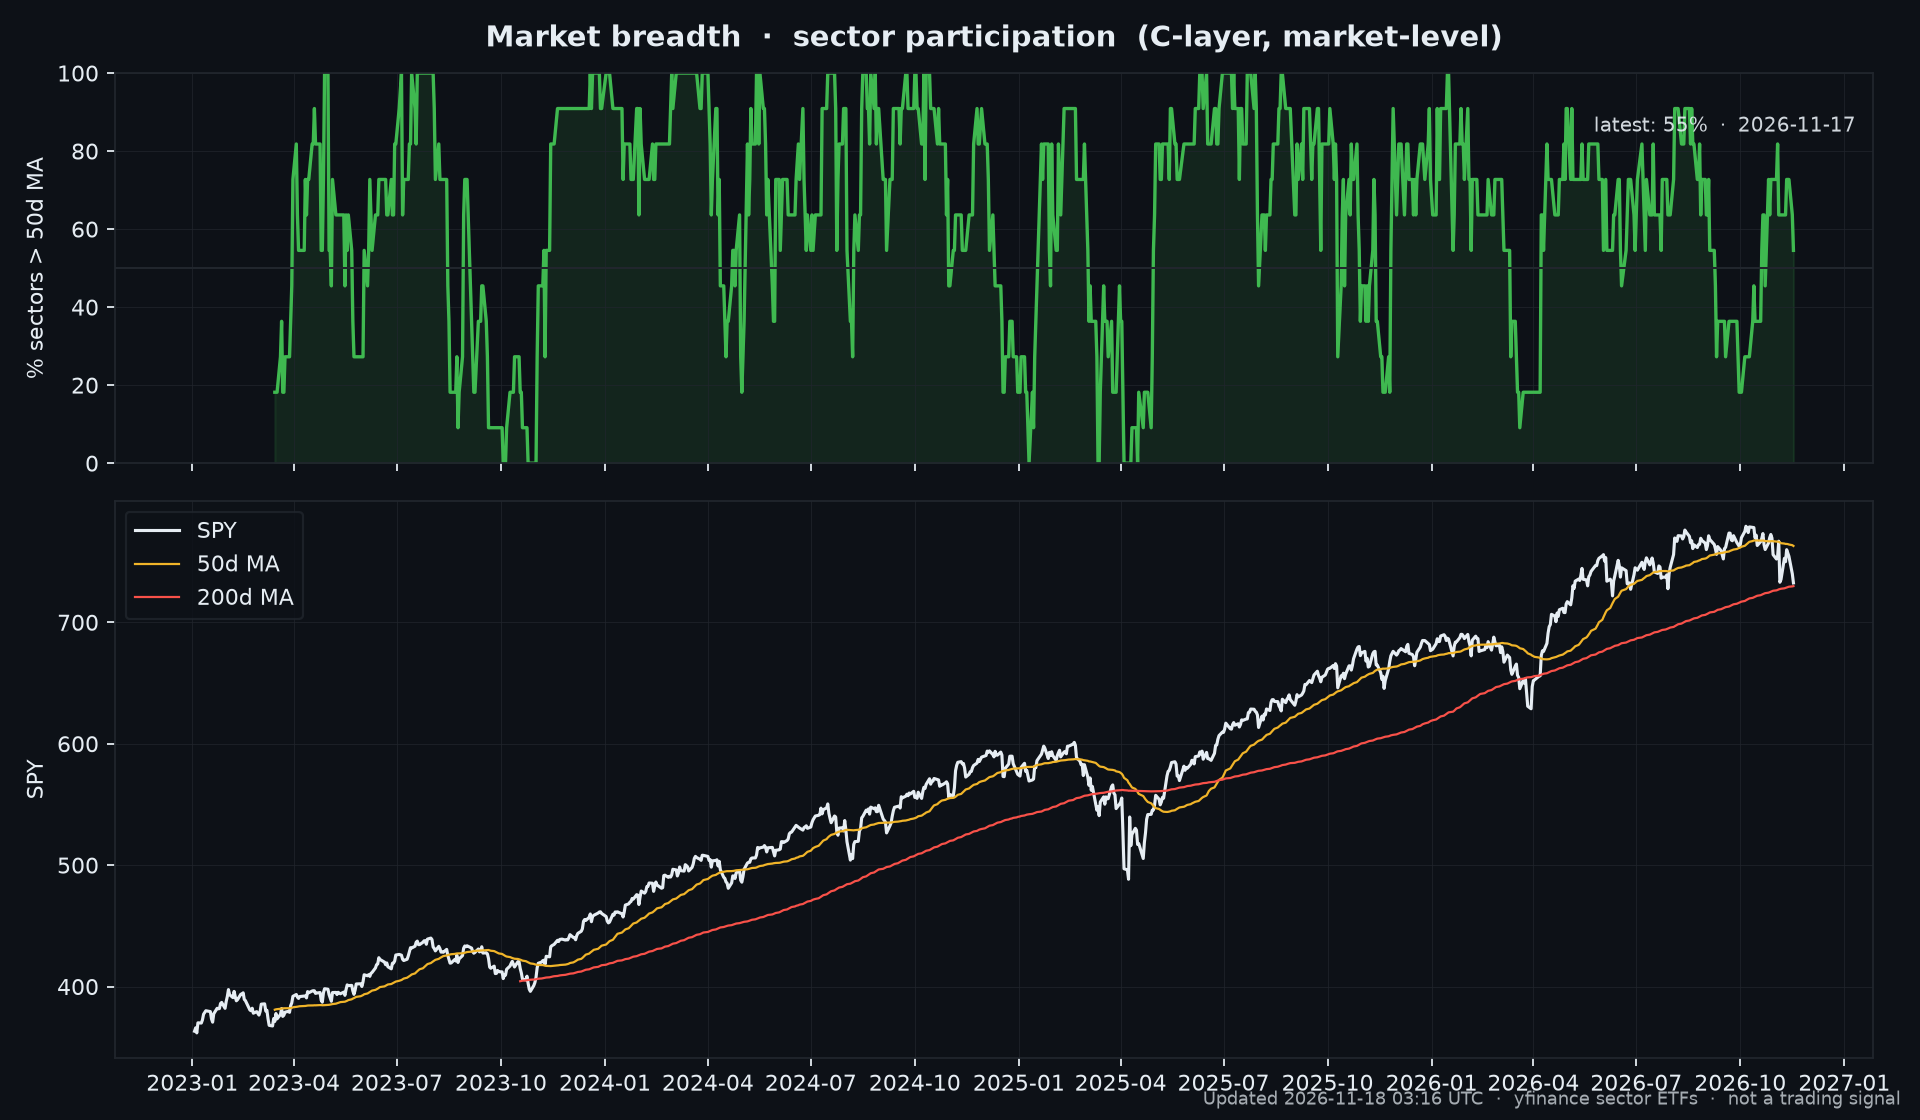 Market breadth · sector participation (C-layer, market-level)
100
80
60
40
20
0
% sectors > 50d MA
latest: 55% · 2026-11-17
SPY
50d MA
200d MA
700
600
500
400
SPY
2023-01 2023-04 2023-07 2023-10 2024-01 2024-04 2024-07 2024-10 2025-01 2025-04 2025-07 2025-10 2026-01 2026-04 2026-07 2026-10 2027-01
Updated 2026-11-18 03:16 UTC · yfinance sector ETFs · not a trading signal